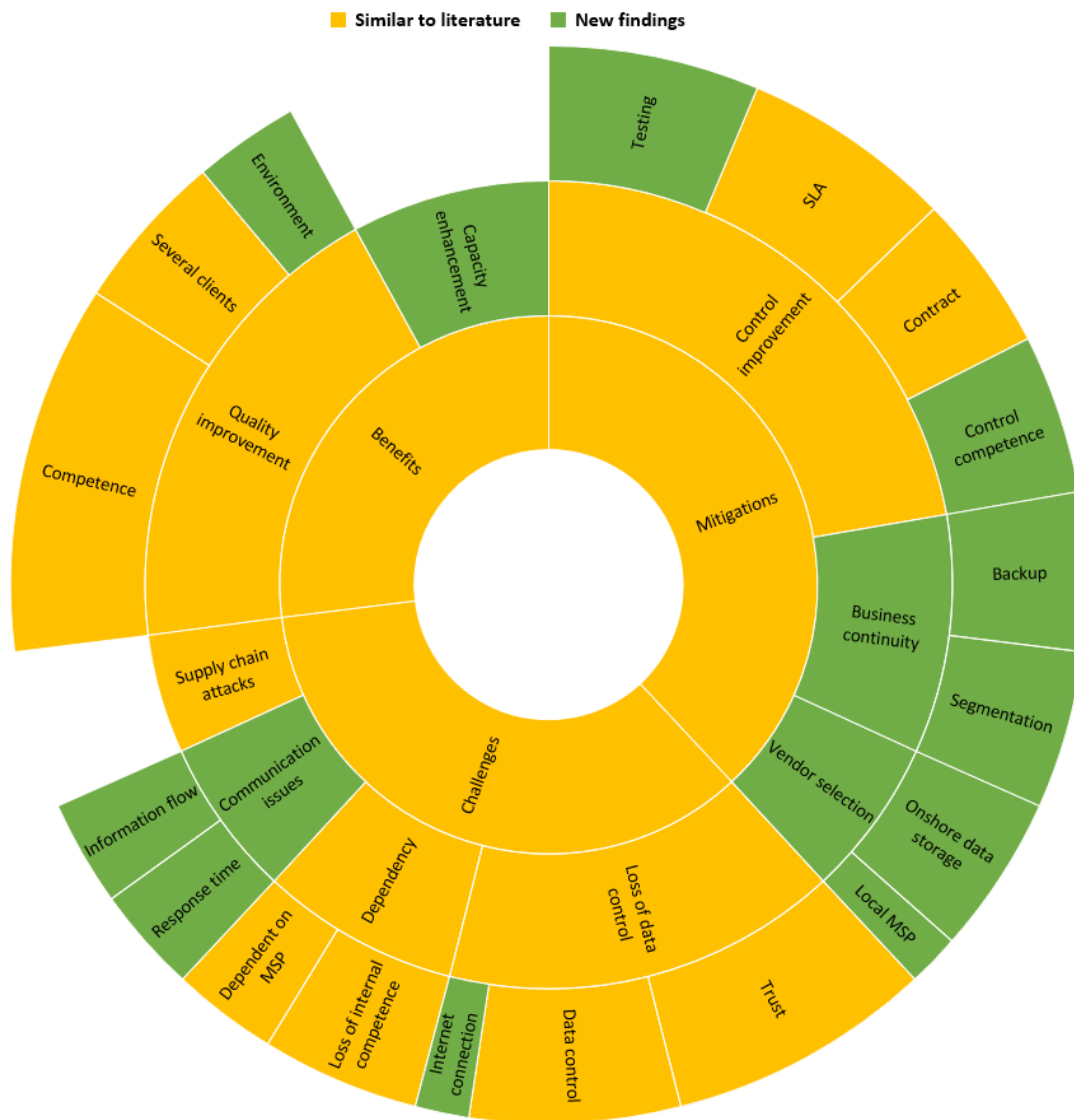 Similar to literature
New findings
Testing
SLA
Contract
Control
competence
Backup
Segmentation
Onshore data
storage
Local MSP
Trust
Data control
Internet
connection
Loss of internal
competence
Dependent on
MSP
Response time
Information flow
Competence
Several clients
Environment
Capacity
enhancement
Control
improvement
Business
continuity
Vendor selection
Loss of data
control
Dependency
Communication
issues
Supply chain
attacks
Quality
improvement
Benefits
Mitigations
Challenges